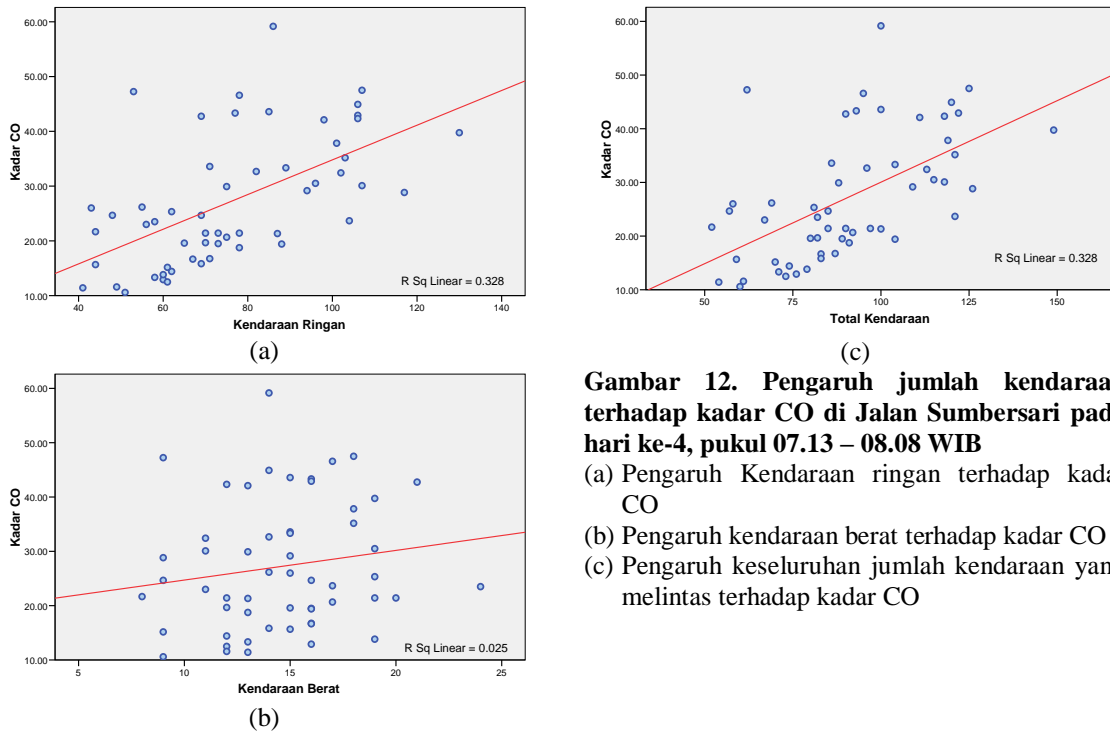 60.00
50.00
40.00
30.00
20.00
10.00
Kadar CO
R Sq Linear = 0.328
40 60 80 100 120 140
Kendaraan Ringan
(a)
60.00
50.00
40.00
30.00
20.00
10.00
Kadar CO
R Sq Linear = 0.025
5 10 15 20 25
Kendaraan Berat
(b)
60.00
50.00
40.00
30.00
20.00
10.00
Kadar CO
R Sq Linear = 0.328
50 75 100 125 150
Total Kendaraan
(c)
Gambar 12. Pengaruh jumlah kendaraa
terhadap kadar CO di Jalan Sumbersari pad
hari ke-4, pukul 07.13 – 08.08 WIB
(a) Pengaruh Kendaraan ringan terhadap kada
CO
(b) Pengaruh kendaraan berat terhadap kadar CO
(c) Pengaruh keseluruhan jumlah kendaraan yan
melintas terhadap kadar CO